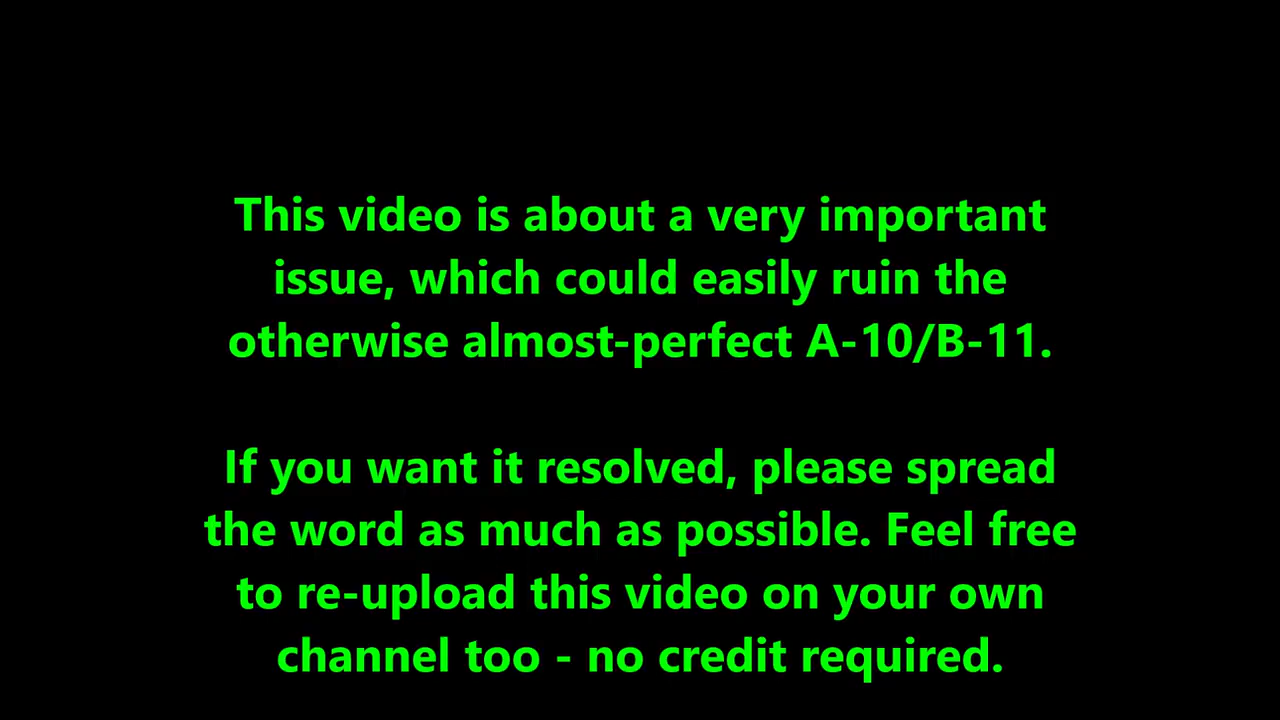 This video is about a very important
issue, which could easily ruin the
otherwise almost-perfect A-10/B-11.
If you want it resolved, please spread
the word as much as possible. Feel free
to re-upload this video on your own
channel too - no credit required.